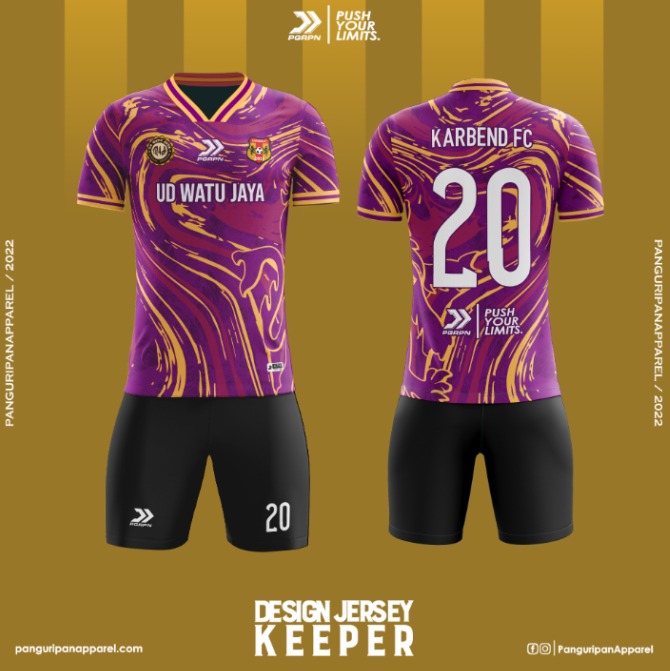 PGRPN
PUSH
YOUR
LIMITS.
PGRPN
UD WATU JAYA
KARBEND FC
20
PGRPN
PUSH
YOUR
LIMITS.
PGRPN
20
PANGURIPANAPPAREL / 2022
PANGURIPANAPPAREL / 2022
DESIGN JERSEY
KEEPER
panguripanapparel.com
PanguripanApparel